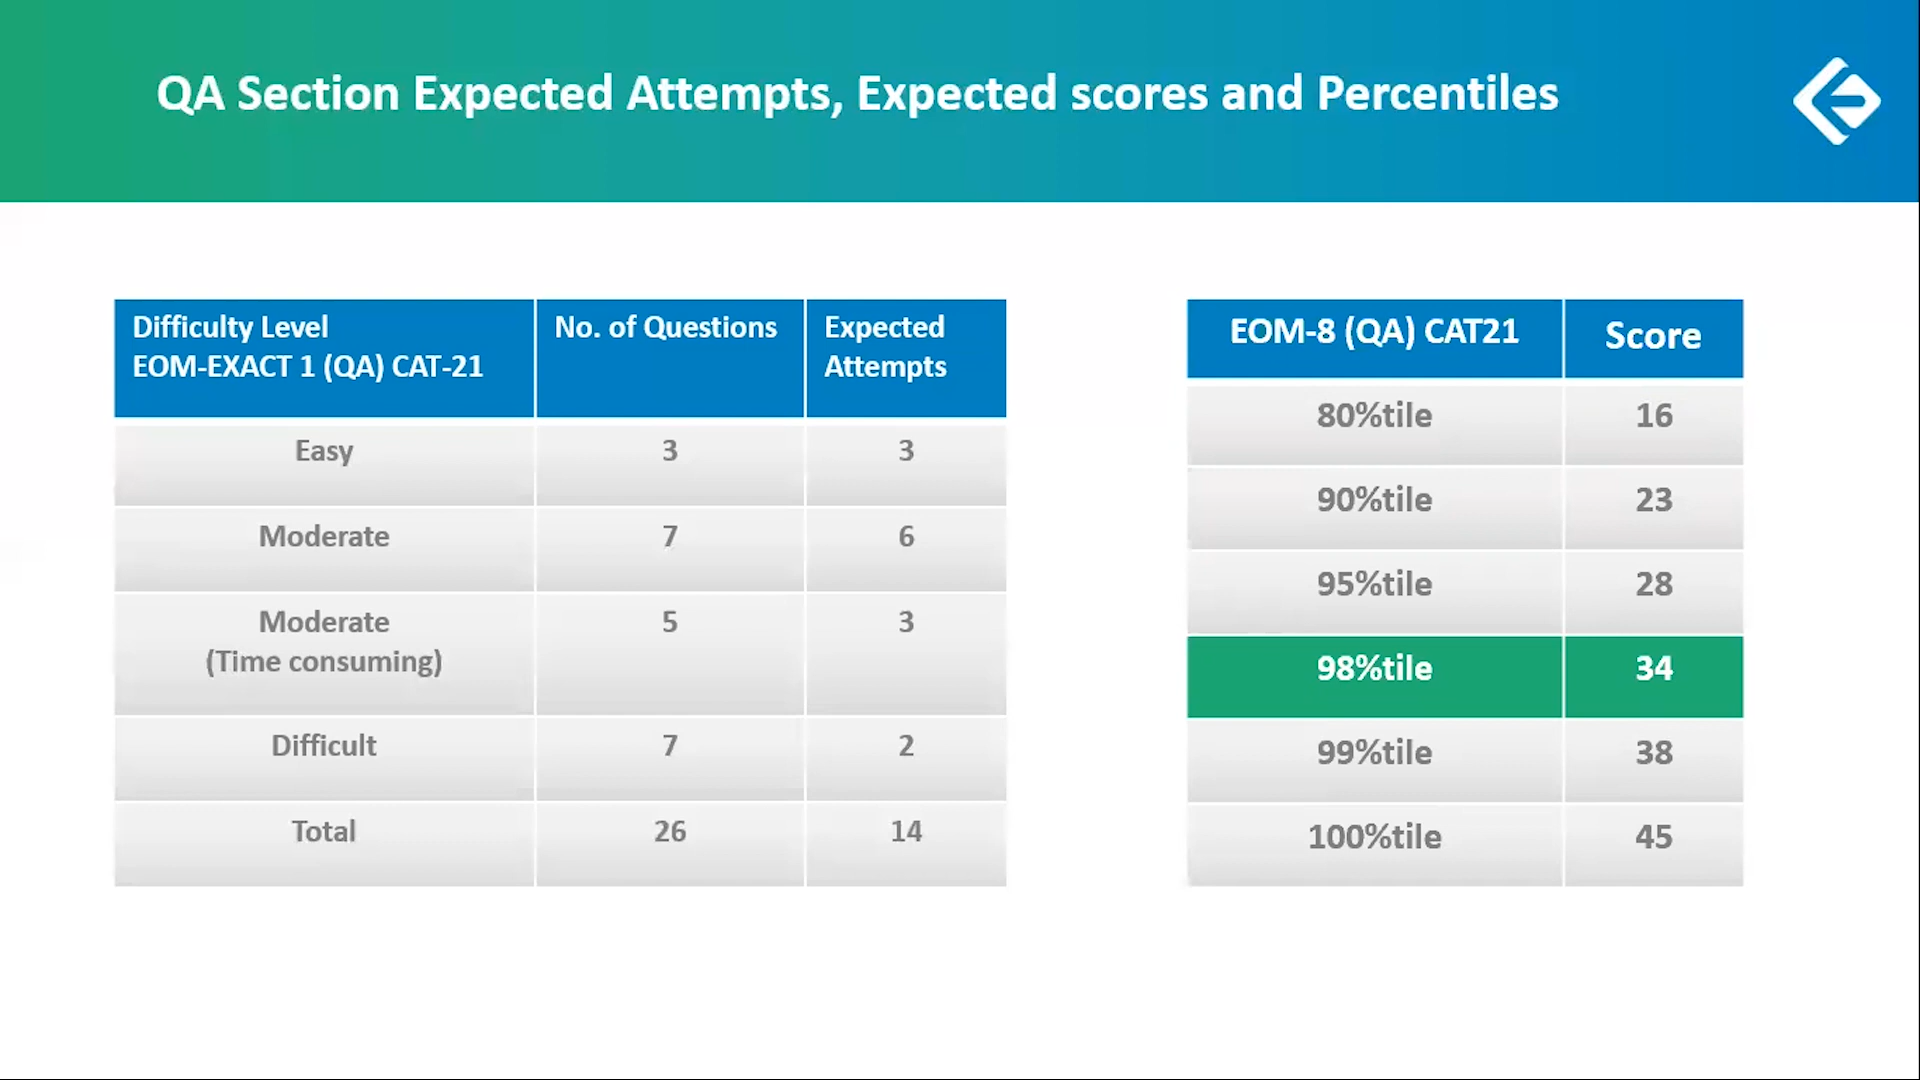 QA Section Expected Attempts, Expected scores and Percentiles
Difficulty Level
EOM-EXACT 1 (QA) CAT-21
No. of Questions
Expected
Attempts
Easy 3 3
Moderate 7 6
Moderate
(Time consuming)
5 3
Difficult 7 2
Total 26 14
EOM-8 (QA) CAT21 Score
80%tile 16
90%tile 23
95%tile 28
98%tile 34
99%tile 38
100%tile 45